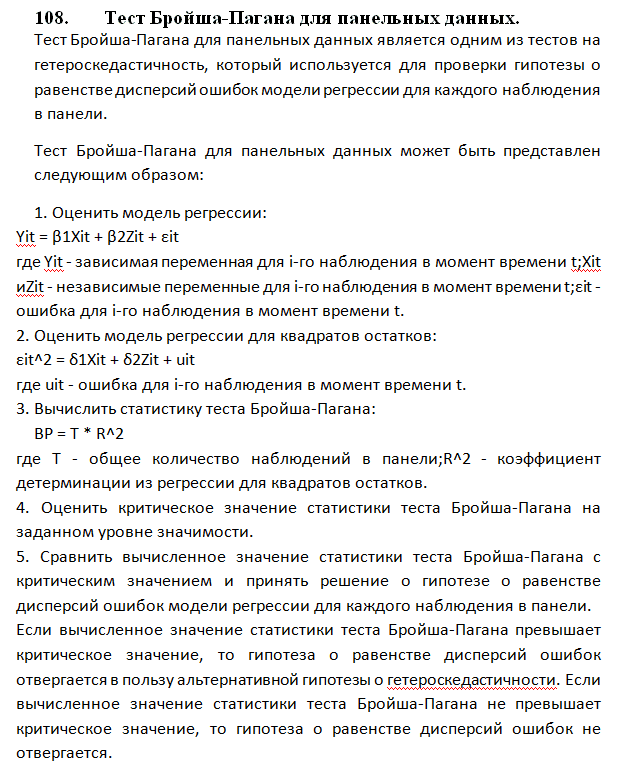 108. Тест Бройша-Пагана для панельных данных.
Тест Бройша-Пагана для панельных данных является одним из тестов на
гетероскедастичность, который используется для проверки гипотезы о
равенстве дисперсий ошибок модели регрессии для каждого наблюдения
в панели.
Тест Бройша-Пагана для панельных данных может быть представлен
следующим образом:
1. Оценить модель регрессии:
Yit = β1Xit + β2Zit + εit
где Yit - зависимая переменная для i-го наблюдения в момент времени t;Xit
иZit - независимые переменные для i-го наблюдения в момент времени t;εit -
ошибка для i-го наблюдения в момент времени t.
2. Оценить модель регрессии для квадратов остатков:
εit^2 = δ1Xit + δ2Zit + uit
где uit - ошибка для i-го наблюдения в момент времени t.
3. Вычислить статистику теста Бройша-Пагана:
BP = T * R^2
где T - общее количество наблюдений в панели;R^2 - коэффициент
детерминации из регрессии для квадратов остатков.
4. Оценить критическое значение статистики теста Бройша-Пагана на
заданном уровне значимости.
5. Сравнить вычисленное значение статистики теста Бройша-Пагана с
критическим значением и принять решение о гипотезе о равенстве
дисперсий ошибок модели регрессии для каждого наблюдения в панели.
Если вычисленное значение статистики теста Бройша-Пагана превышает
критическое значение, то гипотеза о равенстве дисперсий ошибок
отвергается в пользу альтернативной гипотезы о гетероскедастичности. Если
вычисленное значение статистики теста Бройша-Пагана не превышает
критическое значение, то гипотеза о равенстве дисперсий ошибок не
отвергается.